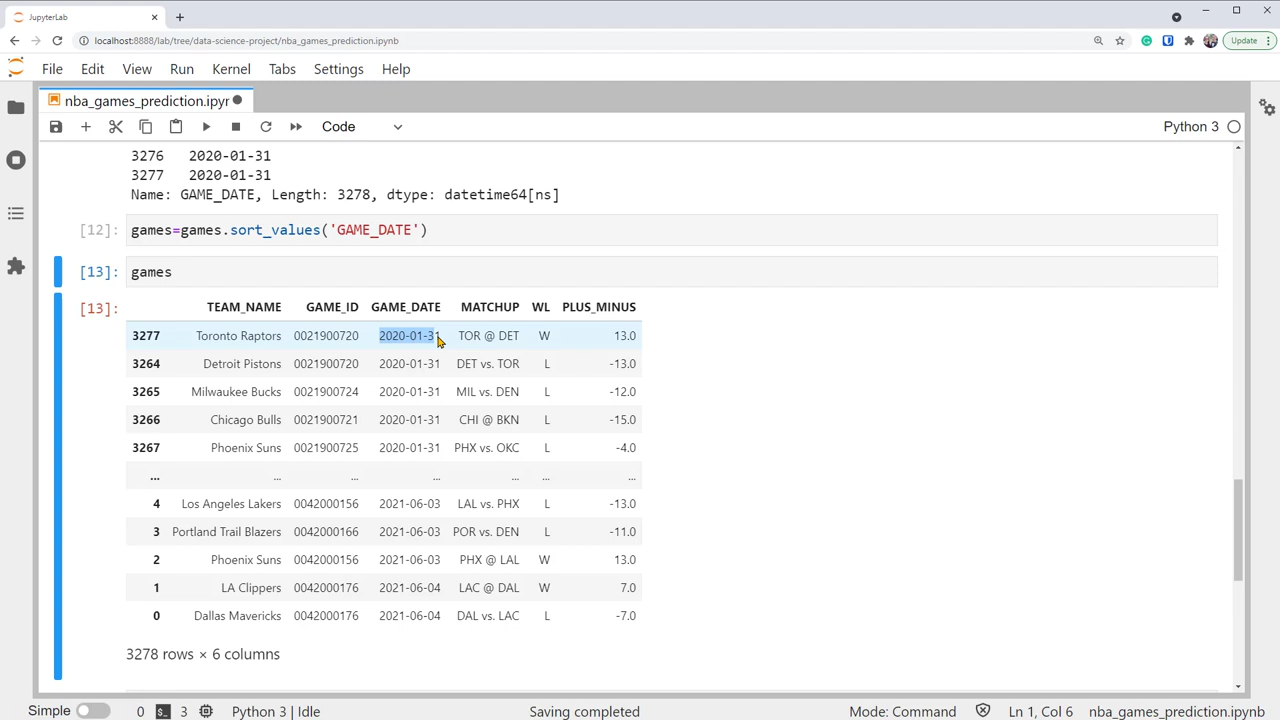 JupyterLab
localhost:8888/lab/tree/data-science-project/nba_games_prediction.ipynb
Update
File Edit View Run Kernel Tabs Settings Help
nba_games_prediction.ipyr
Code
Python 3
3276 2020-01-31
3277 2020-01-31
Name: GAME_DATE, Length: 3278, dtype: datetime64[ns]
[12]: games=games.sort_values('GAME_DATE')
[13]: games
[13]: TEAM_NAME GAME_ID GAME_DATE MATCHUP WL PLUS_MINUS
3277 Toronto Raptors 0021900720 2020-01-31 TOR @ DET W 13.0
3264 Detroit Pistons 0021900720 2020-01-31 DET vs. TOR L -13.0
3265 Milwaukee Bucks 0021900724 2020-01-31 MIL vs. DEN L -12.0
3266 Chicago Bulls 0021900721 2020-01-31 CHI @ BKN L -15.0
3267 Phoenix Suns 0021900725 2020-01-31 PHX vs. OKC L -4.0
... ... ... ... ... ... ...
4 Los Angeles Lakers 0042000156 2021-06-03 LAL vs. PHX L -13.0
3 Portland Trail Blazers 0042000166 2021-06-03 POR vs. DEN L -11.0
2 Phoenix Suns 0042000156 2021-06-03 PHX @ LAL W 13.0
1 LA Clippers 0042000176 2021-06-04 LAC @ DAL W 7.0
0 Dallas Mavericks 0042000176 2021-06-04 DAL vs. LAC L -7.0
3278 rows × 6 columns
Simple 0 3 Python 3 | Idle Saving completed Mode: Command Ln 1, Col 6 nba_games_prediction.ipynb